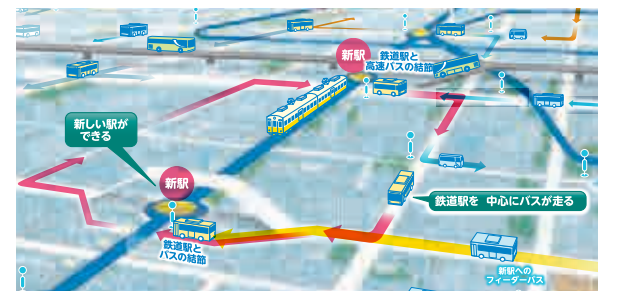 新駅
鉄道駅と
高速バスの結節
新しい駅が
できる
新駅
鉄道駅を 中心にバスが走る
鉄道駅と
バスの結節
新駅への
フィーダーバス